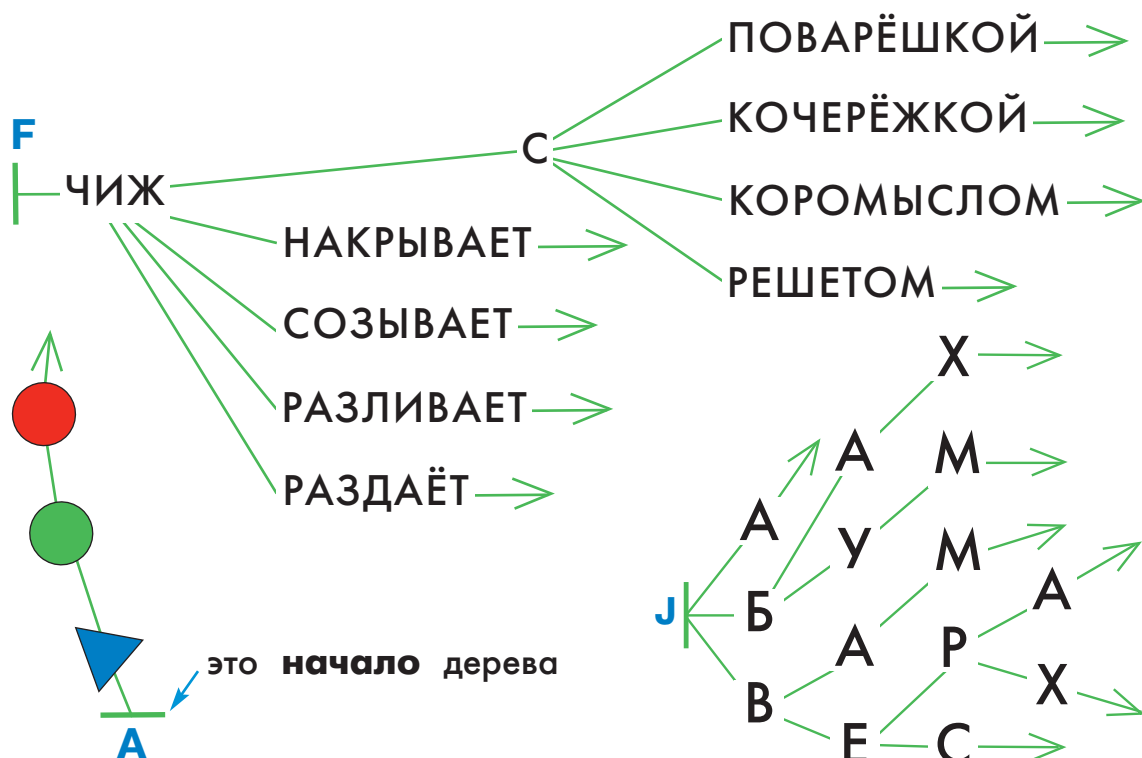 ПОВАРЁШКОЙ
КОЧЕРЁЖКОЙ
F
С
ЧИЖ
КОРОМЫСЛОМ
НАКРЫВАЕТ
РЕШЕТОМ
СОЗЫВАЕТ
РАЗЛИВАЕТ
РАЗДАЁТ
Х
А М
А У М
J Б А Р А
В Е С Х
это начало дерева
A